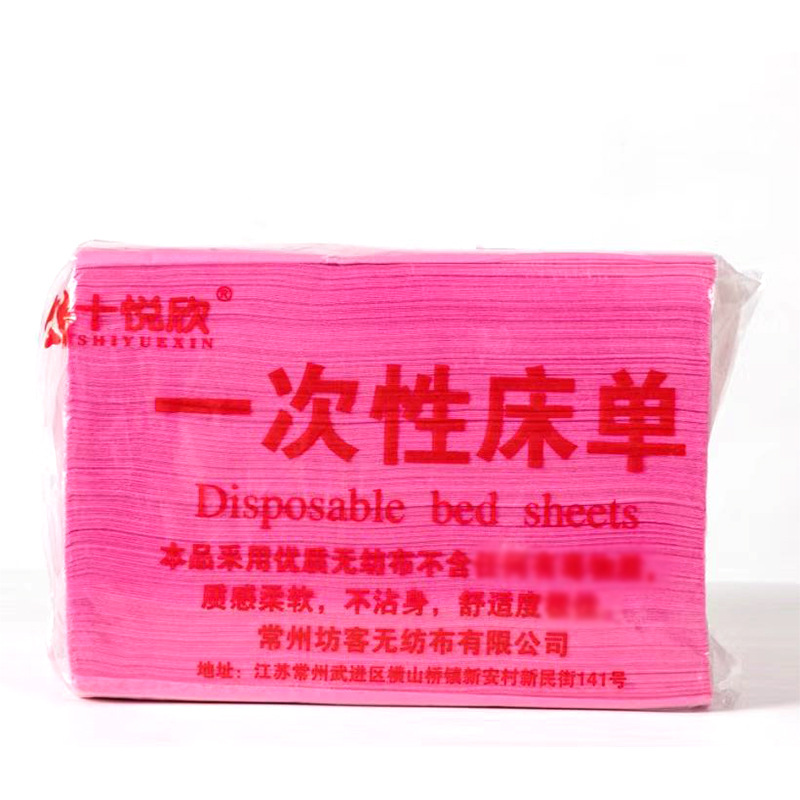 十悦欣®
SHIYUEXIN
一次性床单
Disposable bed sheets
本品采用优质无纺布不含
质感柔软，不沾身，舒适度
常州坊客无纺布有限公司
地址：江苏常州武进区横山桥镇新安村新民街141号